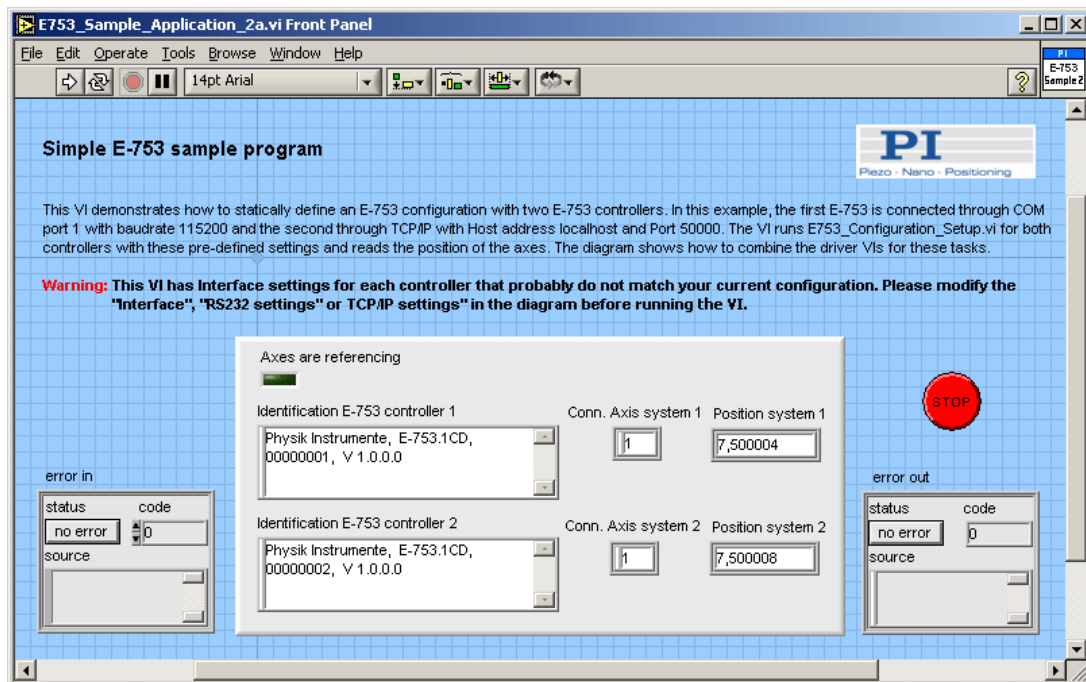 E753_Sample_Application_2a.vi Front Panel
File Edit Operate Tools Browse Window Help
14pt Arial
PI
E-753
Sample 2
Simple E-753 sample program
PI
Piezo · Nano · Positioning
This VI demonstrates how to statically define an E-753 configuration with two E-753 controllers. In this example, the first E-753 is connected through COM
port 1 with baudrate 115200 and the second through TCP/IP with Host address localhost and Port 50000. The VI runs E753_Configuration_Setup.vi for both
controllers with these pre-defined settings and reads the position of the axes. The diagram shows how to combine the driver VIs for these tasks.
Warning: This VI has Interface settings for each controller that probably do not match your current configuration. Please modify the
"Interface", "RS232 settings" or TCP/IP settings" in the diagram before running the VI.
Axes are referencing
Identification E-753 controller 1
Conn. Axis system 1
Position system 1
Physik Instrumente, E-753.1CD,
00000001, V 1.0.0.0
1
7,500004
STOP
Identification E-753 controller 2
Conn. Axis system 2
Position system 2
Physik Instrumente, E-753.1CD,
00000002, V 1.0.0.0
1
7,500008
error in
status code
no error 0
source
error out
status code
no error 0
source